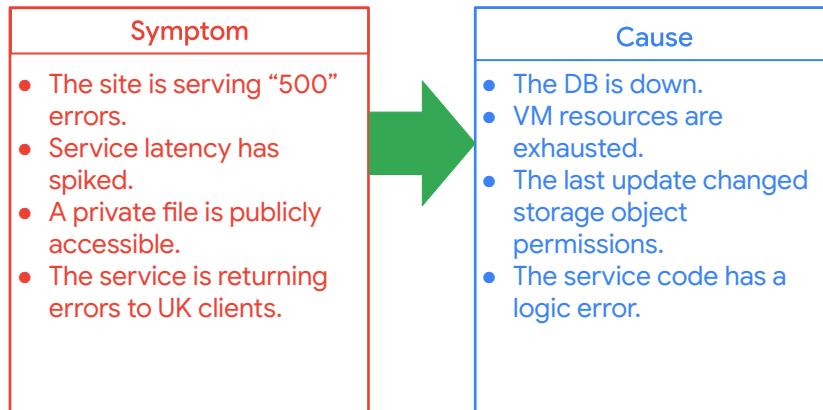 Symptom
● The site is serving “500”
errors.
● Service latency has
spiked.
● A private file is publicly
accessible.
● The service is returning
errors to UK clients.
Cause
● The DB is down.
● VM resources are
exhausted.
● The last update changed
storage object
permissions.
● The service code has a
logic error.